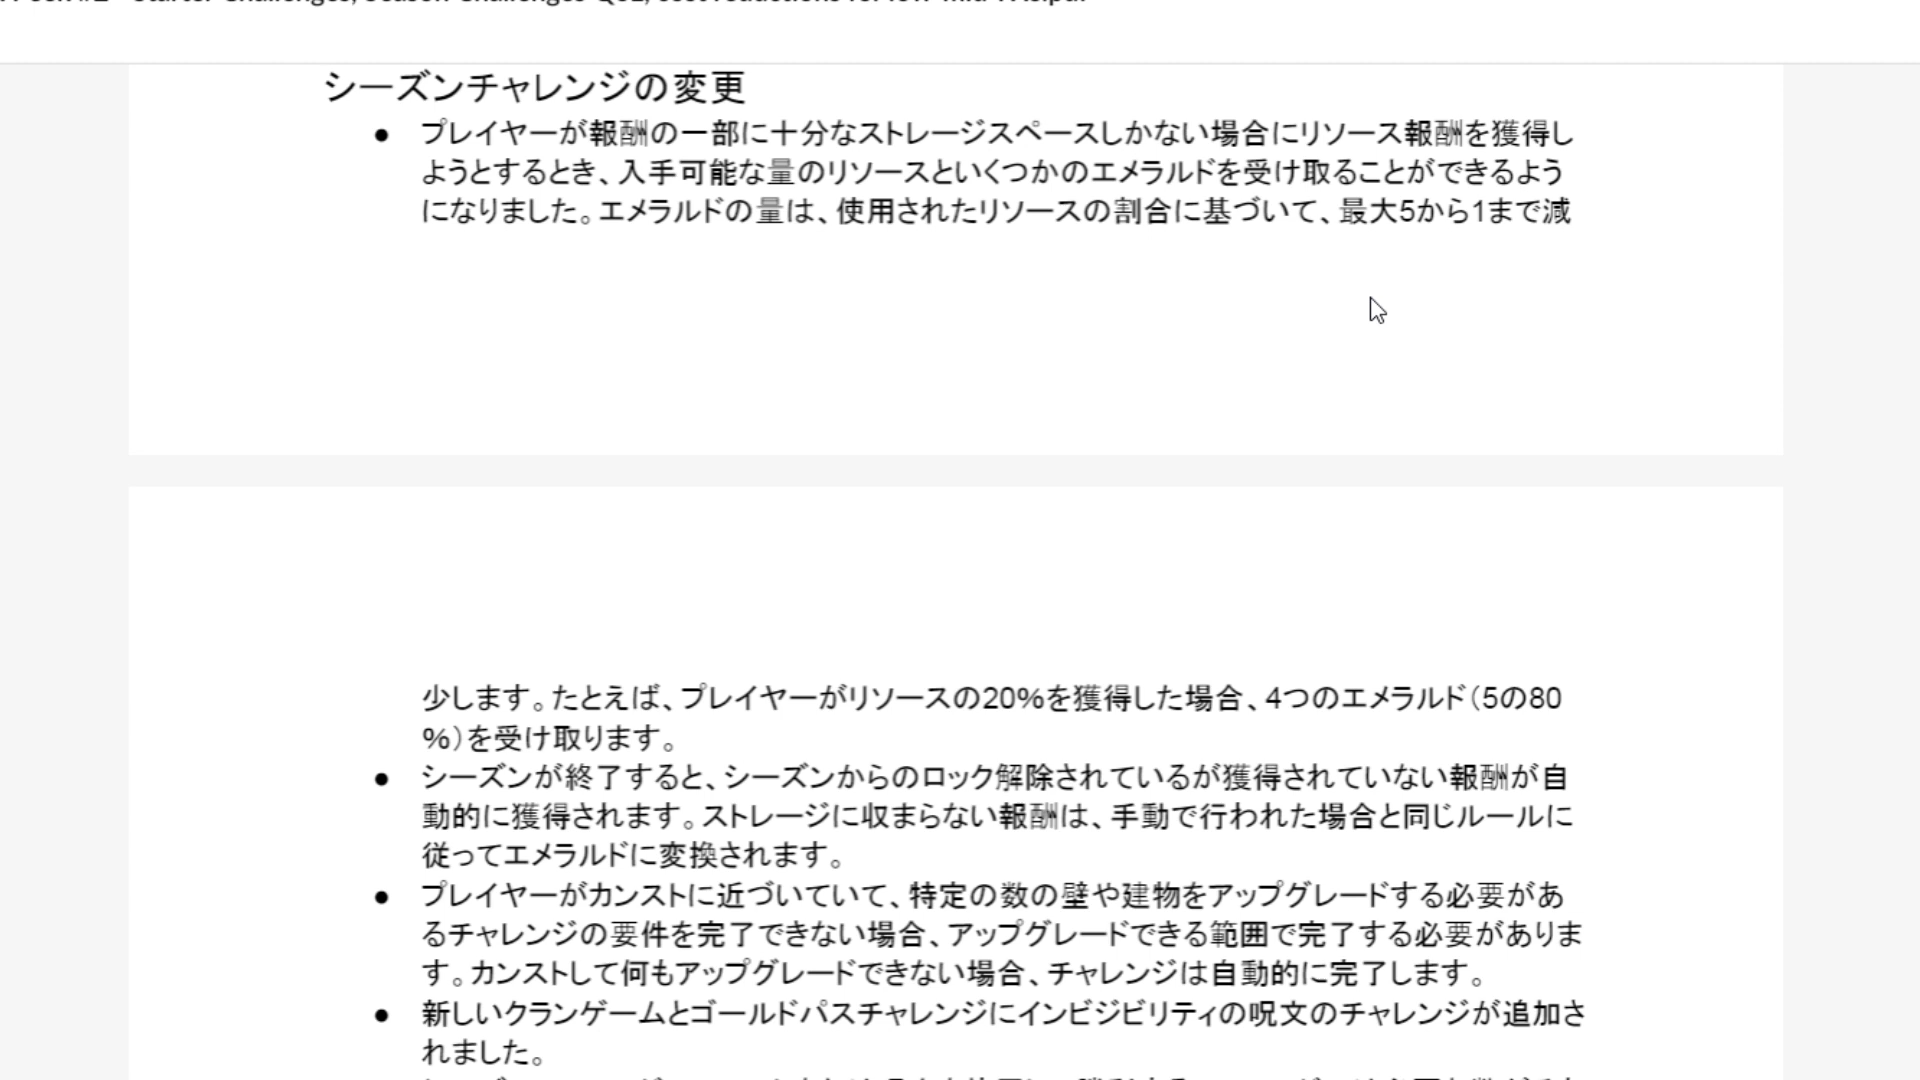 Starter Challenges, Season Challenges
シーズンチャレンジの変更
● プレイヤーが報酬の一部に十分なストレージスペースしかない場合にリソース報酬を獲得し
ようとするとき、入手可能な量のリソースといくつかのエメラルドを受け取ることができるよう
になりました。エメラルドの量は、使用されたリソースの割合に基づいて、最大5から1まで減
少します。たとえば、プレイヤーがリソースの20%を獲得した場合、4つのエメラルド（5の80
%）を受け取ります。
● シーズンが終了すると、シーズンからのロック解除されているが獲得されていない報酬が自
動的に獲得されます。ストレージに収まらない報酬は、手動で行われた場合と同じルールに
従ってエメラルドに変換されます。
● プレイヤーがカンストに近づいていて、特定の数の壁や建物をアップグレードする必要があ
るチャレンジの要件を完了できない場合、アップグレードできる範囲で完了する必要がありま
す。カンストして何もアップグレードできない場合、チャレンジは自動的に完了します。
● 新しいクランゲームとゴールドパスチャレンジにインビジビリティの呪文のチャレンジが追加さ
れました。